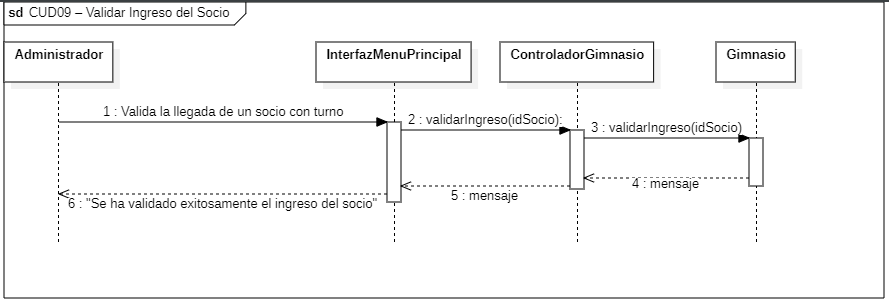 sd CUD09 – Validar Ingreso del Socio
Administrador
InterfazMenuPrincipal
ControladorGimnasio
Gimnasio
1 : Valida la llegada de un socio con turno
2 : validarIngreso(idSocio):
3 : validarIngreso(idSocio)
4 : mensaje
5 : mensaje
6 : "Se ha validado exitosamente el ingreso del socio"